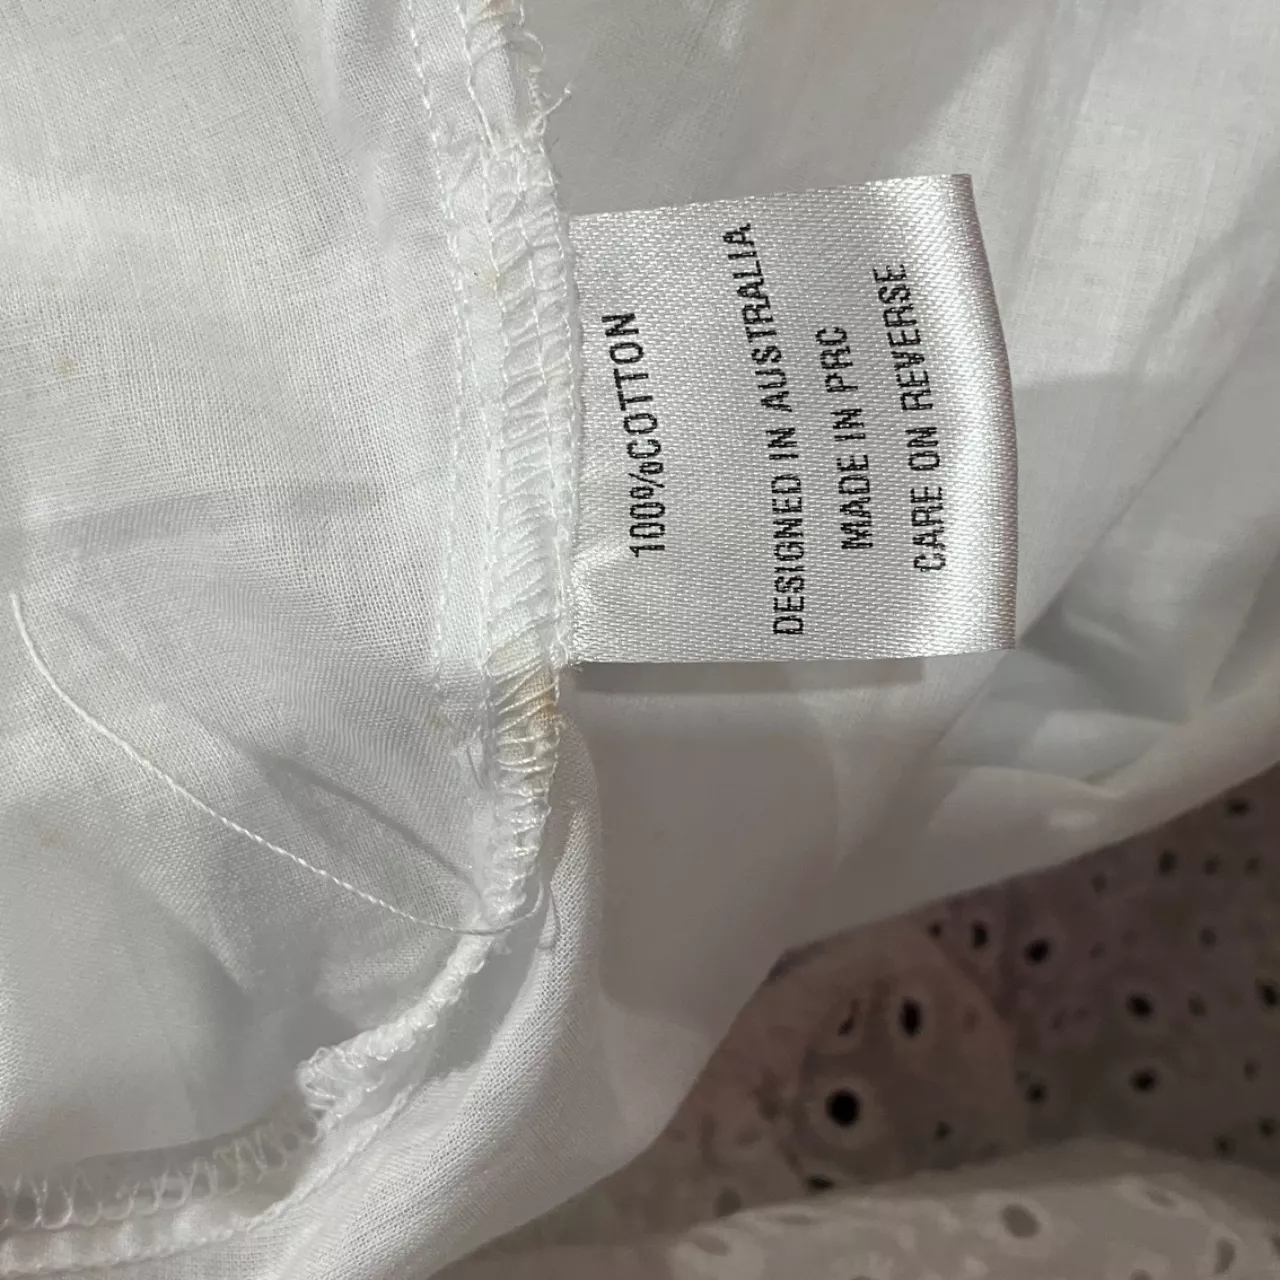 100%COTTON
DESIGNED IN AUSTRALIA
MADE IN PRC
CARE ON REVERSE